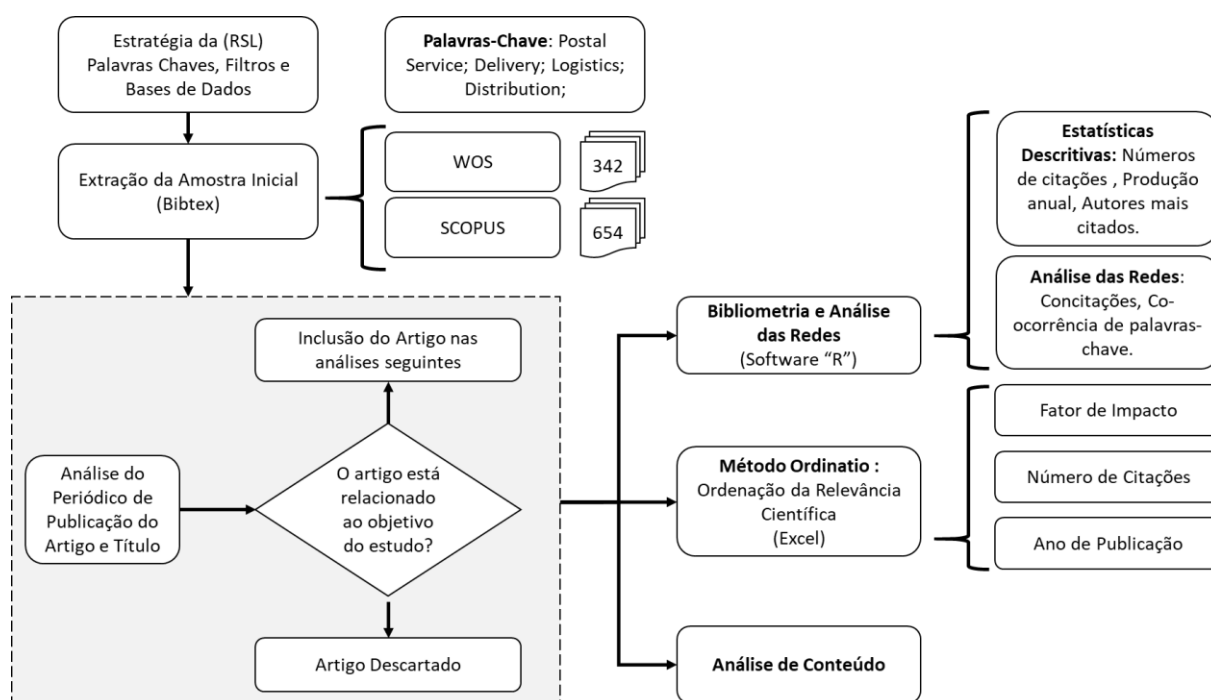 Estratégia da (RSL)
Palavras Chaves, Filtros e
Bases de Dados
Palavras-Chave: Postal
Service; Delivery; Logistics;
Distribution;
Extração da Amostra Inicial
(Bibtex)
WOS
342
SCOPUS
654
Estatísticas
Descritivas: Números
de citações , Produção
anual, Autores mais
citados.
Análise das Redes:
Concitações, Co-
ocorrência de palavras-
chave.
Inclusão do Artigo nas
análises seguintes
Análise do
Periódico de
Publicação do
Artigo e Título
O artigo está
relacionado
ao objetivo
do estudo?
Artigo Descartado
Bibliometria e Análise
das Redes
(Software “R”)
Método Ordinatio :
Ordenação da Relevância
Científica
(Excel)
Fator de Impacto
Número de Citações
Ano de Publicação
Análise de Conteúdo